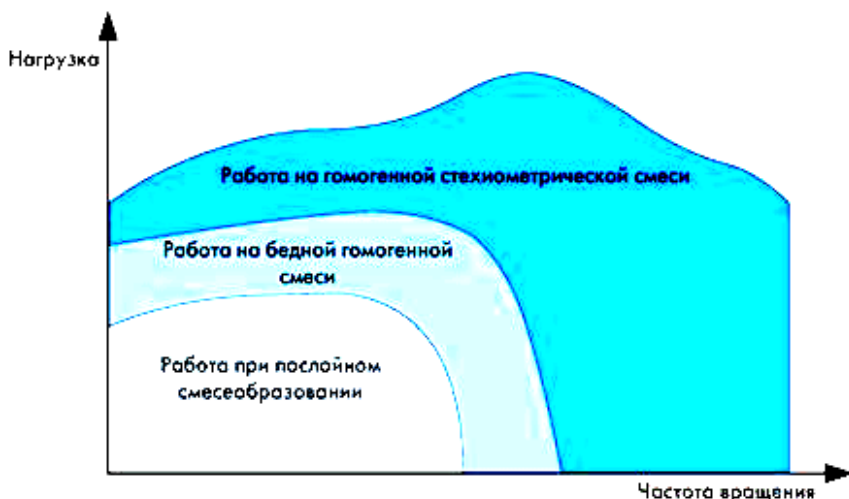 Нагрузка
Работа на гомогенной стехиометрической смеси
Работа на бедной гомогенной
смеси
Работа при послойном
смесеобразовании
Частота вращения